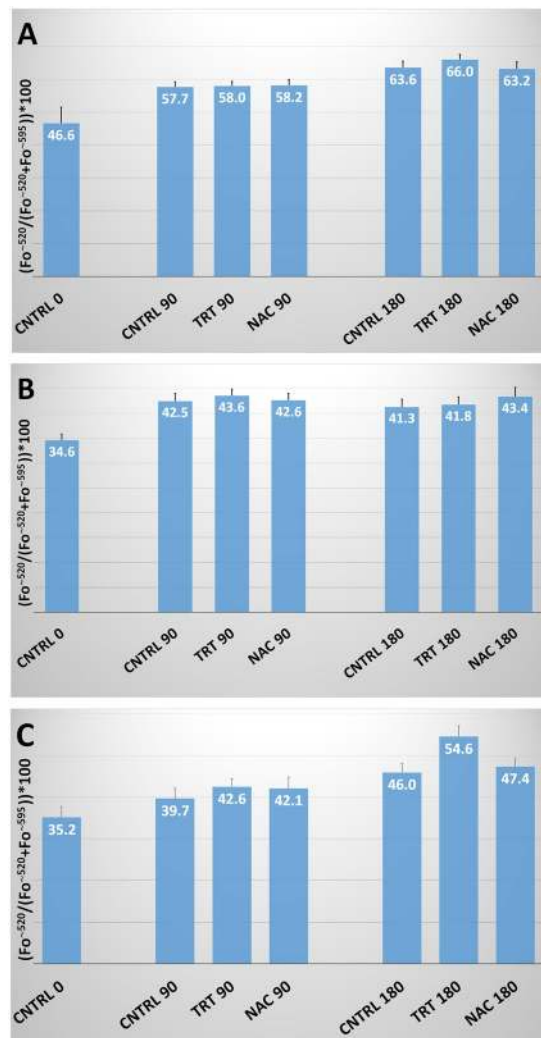 A
(Fo~520/(Fo~520+Fo~595))*100
46.6
57.7
58.0
58.2
63.6
66.0
63.2
CNTRL 0
CNTRL 90
TRT 90
NAC 90
CNTRL 180
TRT 180
NAC 180
B
(Fo~520/(Fo~520+Fo~595))*100
34.6
42.5
43.6
42.6
41.3
41.8
43.4
CNTRL 0
CNTRL 90
TRT 90
NAC 90
CNTRL 180
TRT 180
NAC 180
C
(Fo~520/(Fo~520+Fo~595))*100
35.2
39.7
42.6
42.1
46.0
54.6
47.4
CNTRL 0
CNTRL 90
TRT 90
NAC 90
CNTRL 180
TRT 180
NAC 180